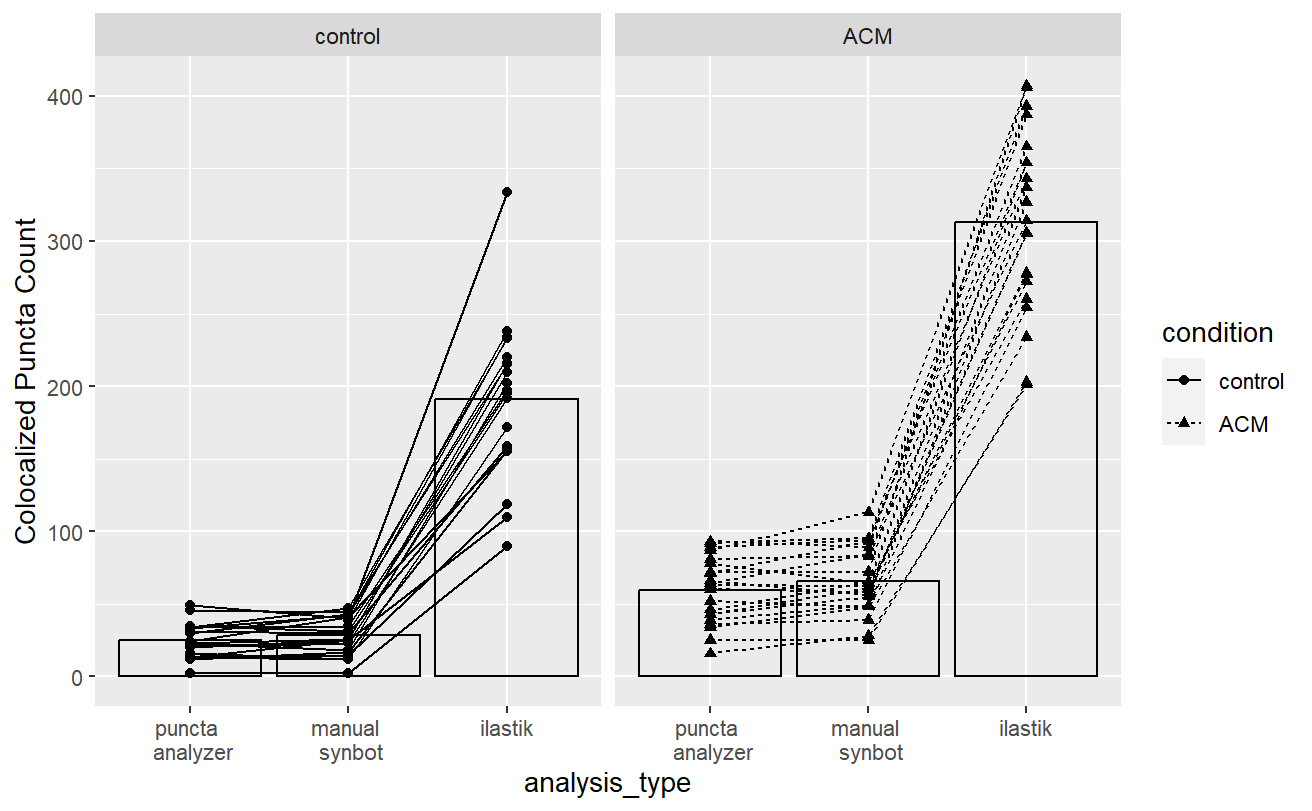 control
ACM
Colocalized Puncta Count
400
300
200
100
0
puncta
analyzer
manual
synbot
ilastik
puncta
analyzer
manual
synbot
ilastik
analysis_type
condition
control
ACM